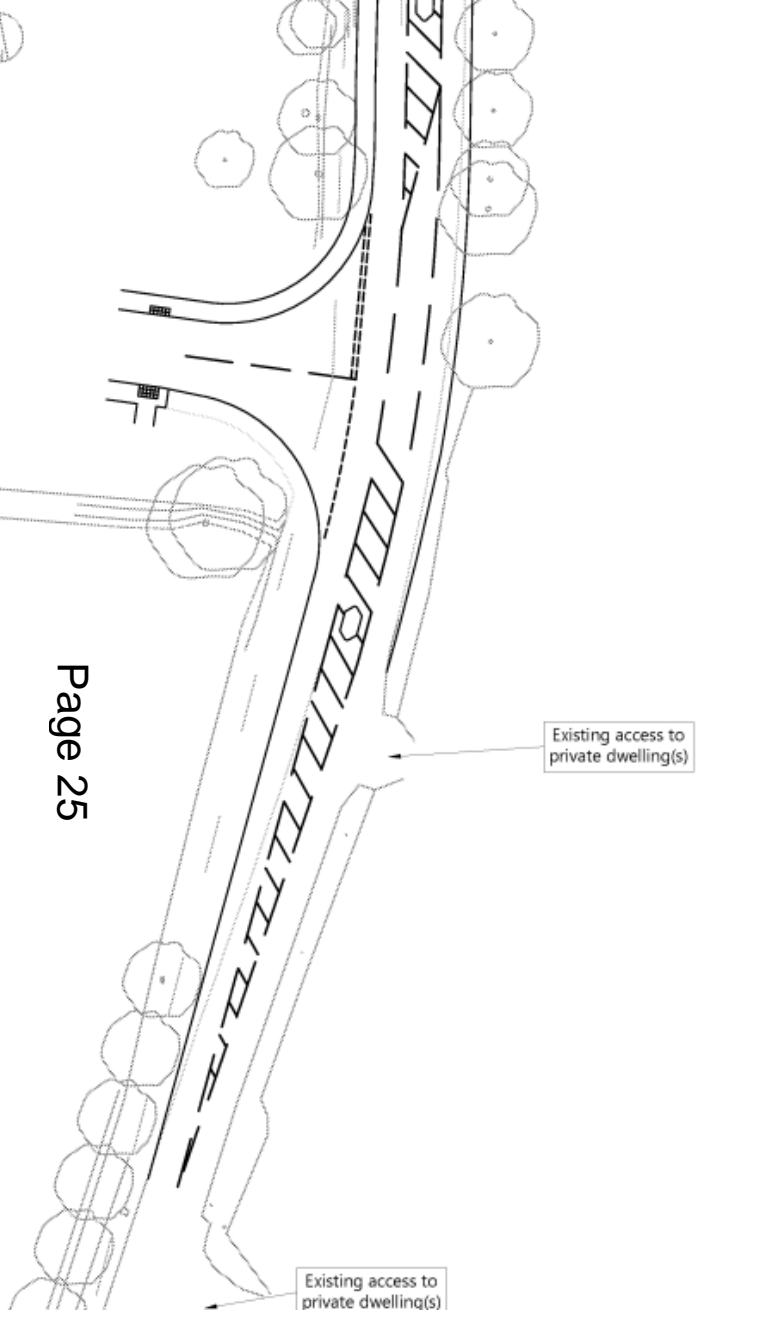 Page 25
Existing access to
private dwelling(s)
Existing access to
private dwelling(s)